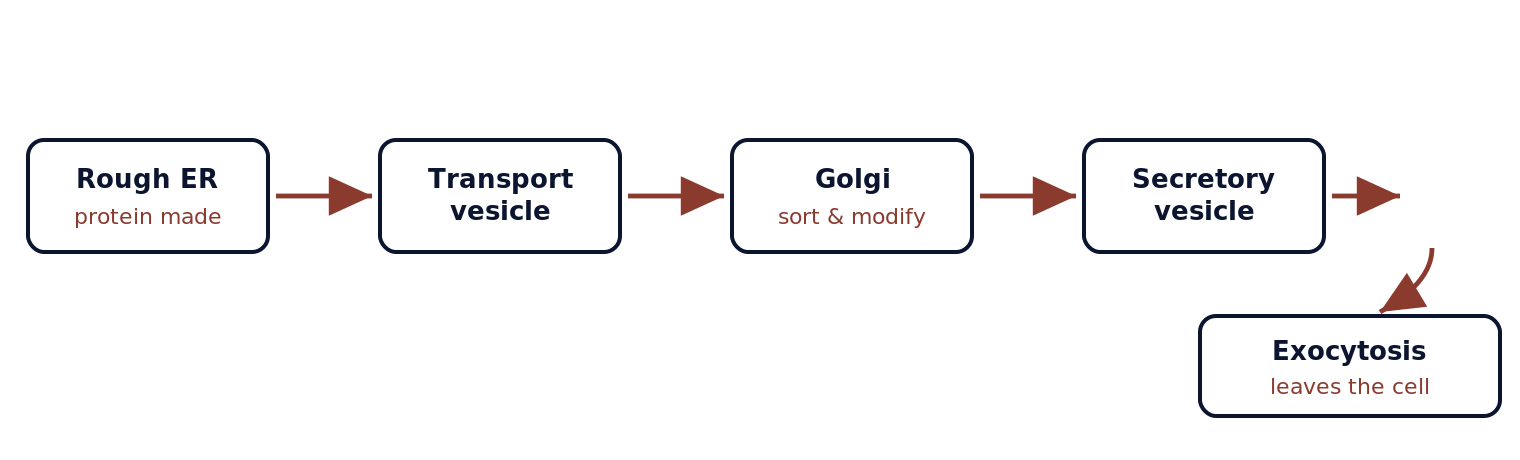 Rough ER
protein made
Transport
vesicle
Golgi
sort & modify
Secretory
vesicle
Exocytosis
leaves the cell